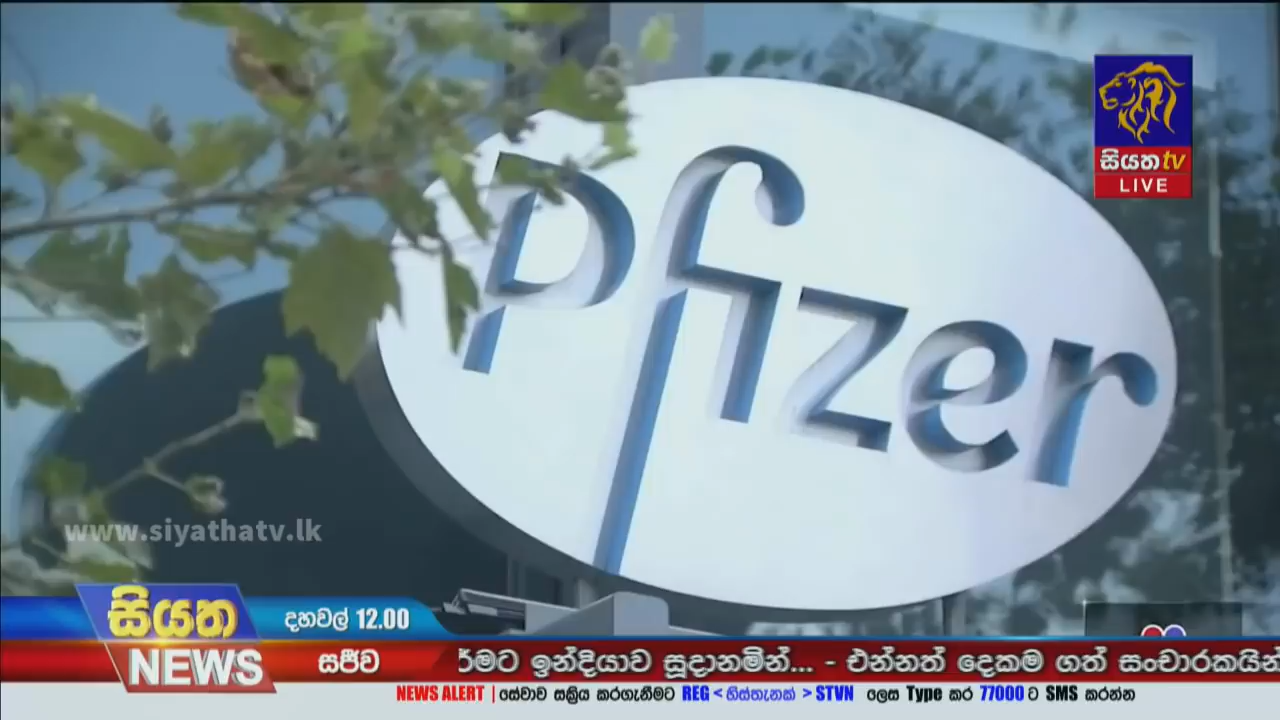 Pfizer
සියත tv
LIVE
www.siyathatv.lk
සියත
NEWS
දහවල් 12.00
සජීව
ඉන්දියාව සූදානමින්... - එන්නත් දෙකම ගත් සංචාරකයින්
NEWS ALERT | සේවාව සක්‍රිය කරගැනීමට REG < හිස්තැනක් > STVN ලෙස Type කර 77000 ට SMS කරන්න